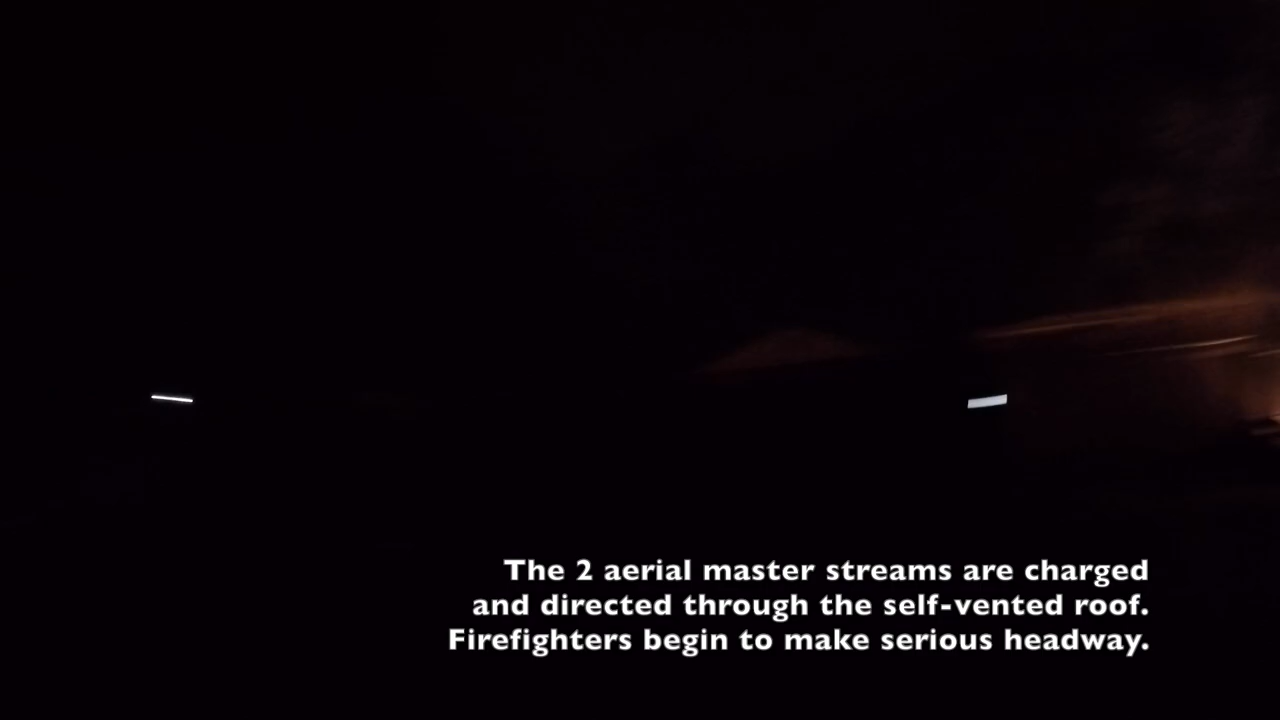 The 2 aerial master streams are charged
and directed through the self-vented roof.
Firefighters begin to make serious headway.